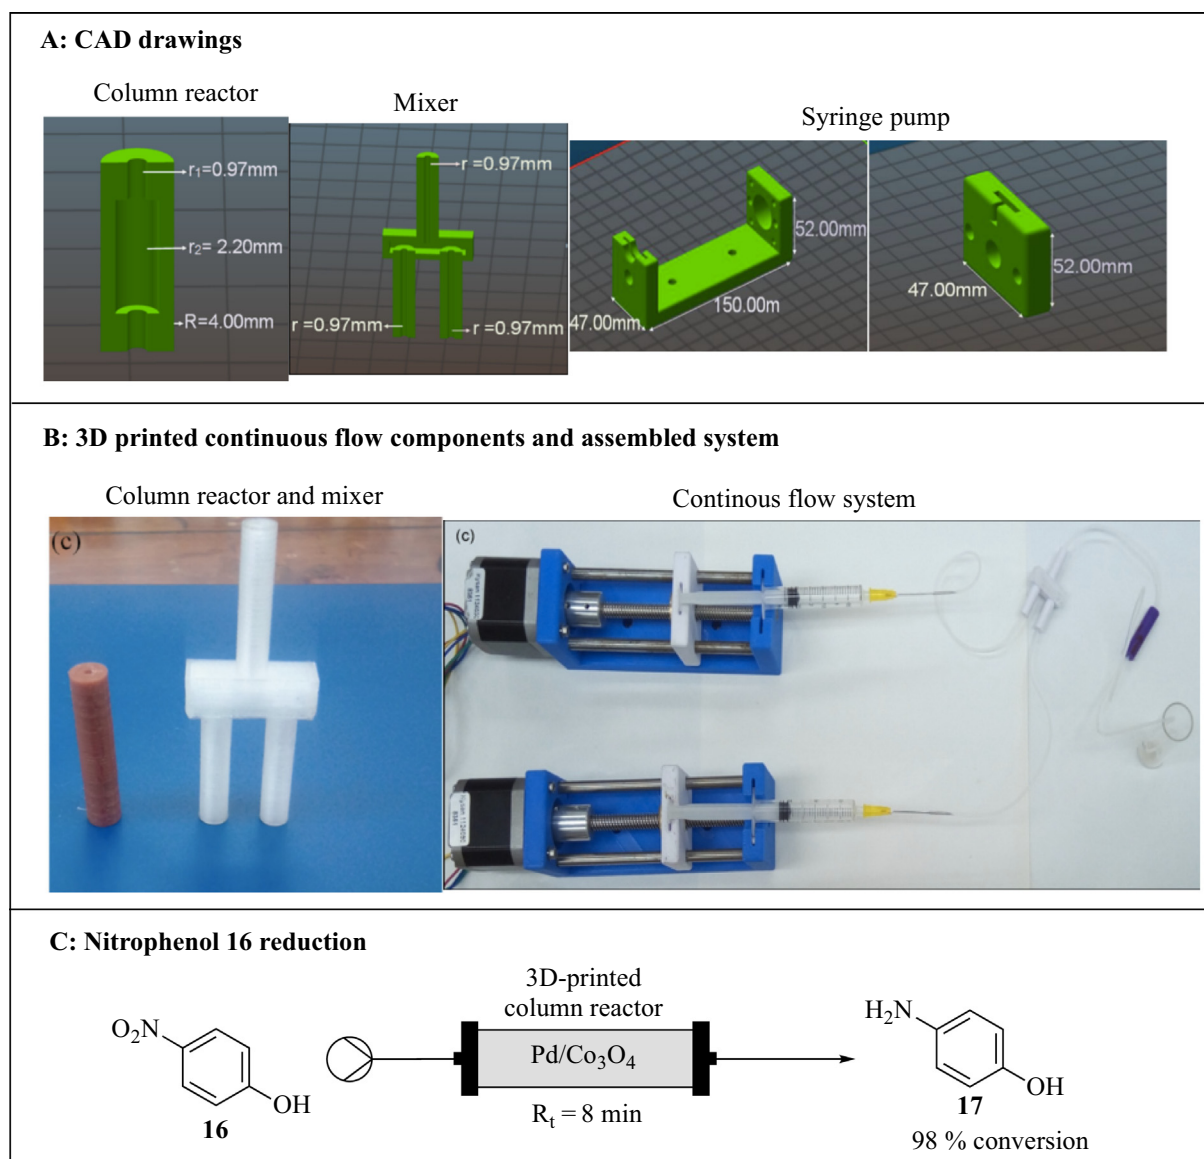 A: CAD drawings
Column reactor
Mixer
Syringe pump
r₁=0.97mm
r₂= 2.20mm
R=4.00mm
r=0.97mm
r=0.97mm
r=0.97mm
52.00mm
150.00m
47.00mm
47.00mm
52.00mm
B: 3D printed continuous flow components and assembled system
Column reactor and mixer
Continous flow system
(c)
(c)
C: Nitrophenol 16 reduction
3D-printed
column reactor
O₂N
OH
16
Pd/Co₃O₄
Rₜ = 8 min
H₂N
OH
17
98 % conversion